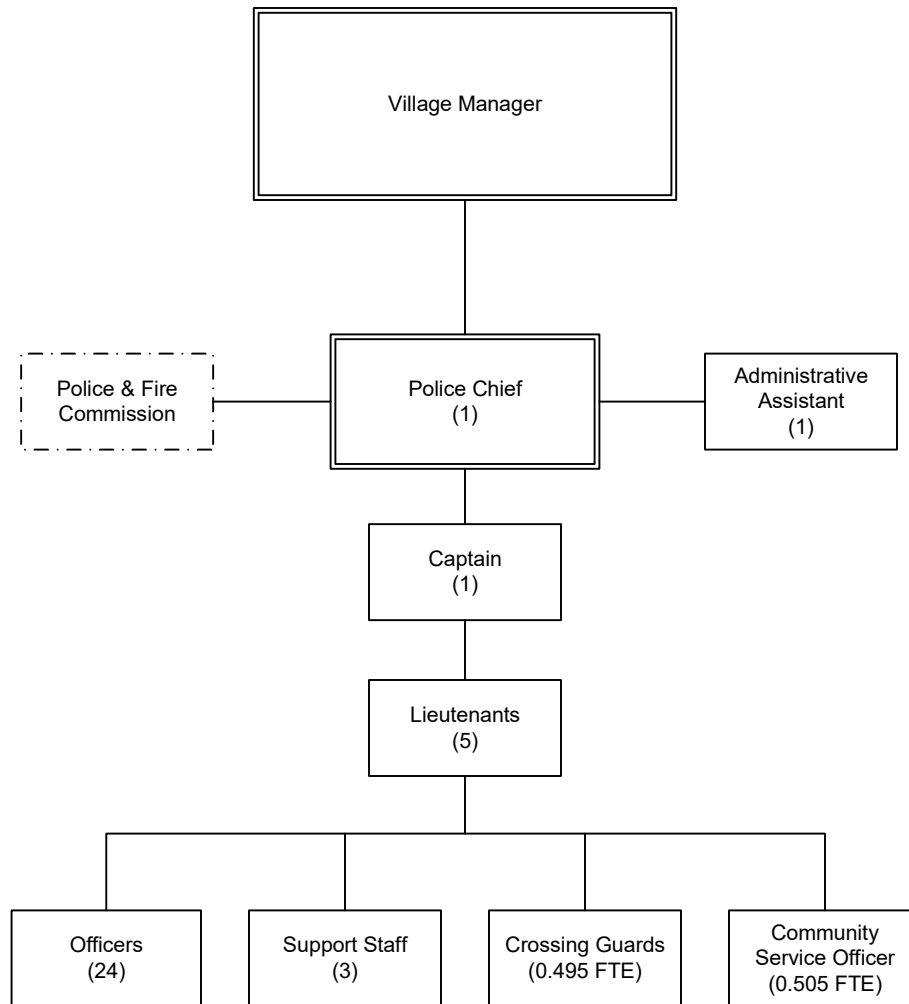 Village Manager
Police & Fire
Commission
Police Chief
(1)
Administrative
Assistant
(1)
Captain
(1)
Lieutenants
(5)
Officers
(24)
Support Staff
(3)
Crossing Guards
(0.495 FTE)
Community
Service Officer
(0.505 FTE)